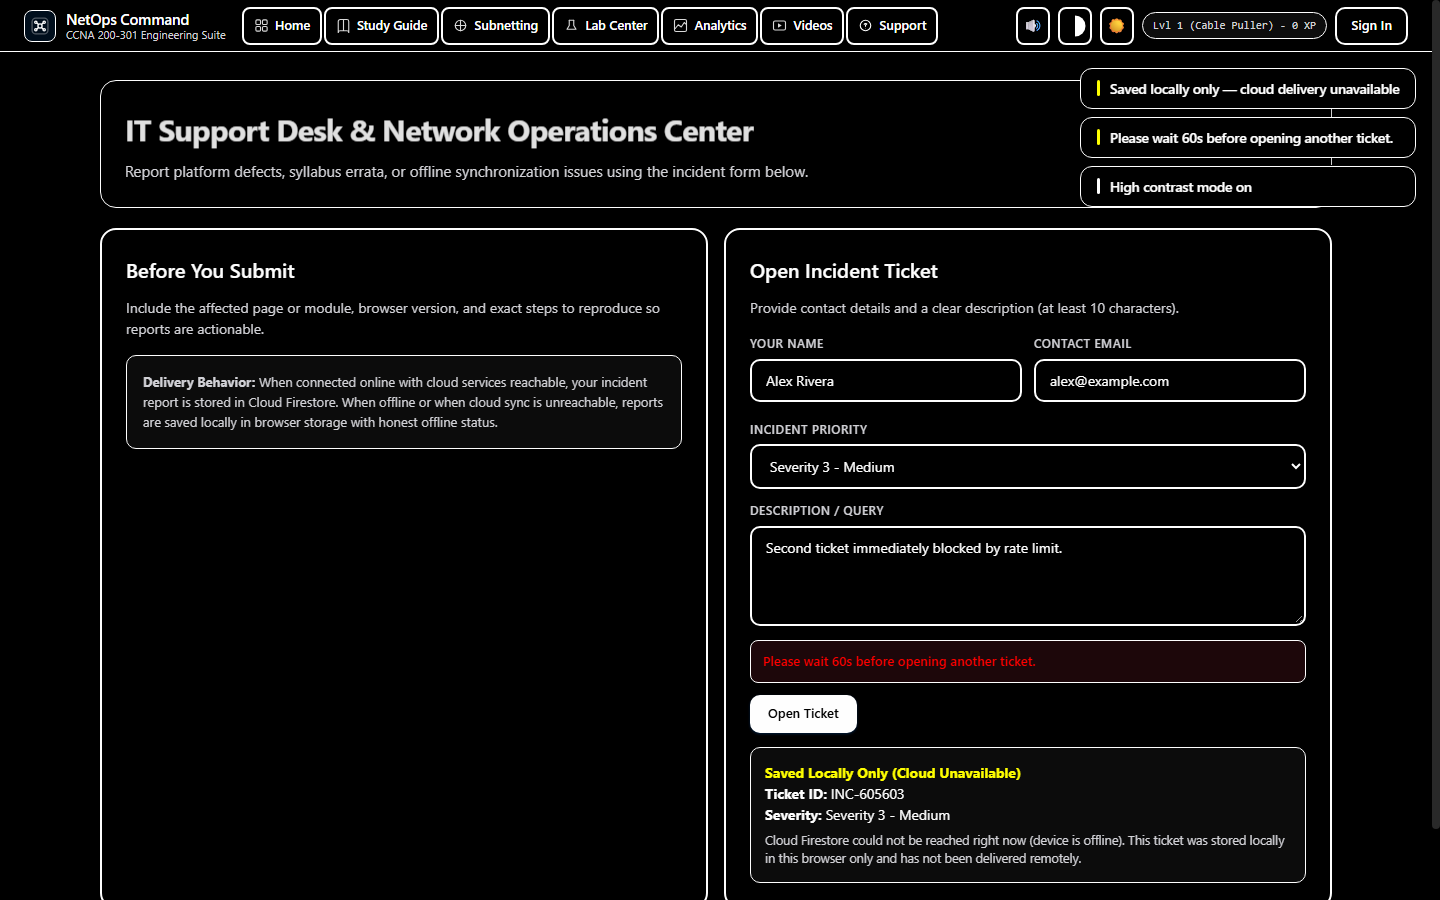 NetOps Command
CCNA 200-301 Engineering Suite
Home
Study Guide
Subnetting
Lab Center
Analytics
Videos
Support
Lvl 1 (Cable Puller) - 0 XP
Sign In
Saved locally only — cloud delivery unavailable
Please wait 60s before opening another ticket.
High contrast mode on
IT Support Desk & Network Operations Center
Report platform defects, syllabus errata, or offline synchronization issues using the incident form below.
Before You Submit
Include the affected page or module, browser version, and exact steps to reproduce so
reports are actionable.
Delivery Behavior: When connected online with cloud services reachable, your incident
report is stored in Cloud Firestore. When offline or when cloud sync is unreachable, reports
are saved locally in browser storage with honest offline status.
Open Incident Ticket
Provide contact details and a clear description (at least 10 characters).
YOUR NAME
CONTACT EMAIL
Alex Rivera
alex@example.com
INCIDENT PRIORITY
Severity 3 - Medium
DESCRIPTION / QUERY
Second ticket immediately blocked by rate limit.
Please wait 60s before opening another ticket.
Open Ticket
Saved Locally Only (Cloud Unavailable)
Ticket ID: INC-605603
Severity: Severity 3 - Medium
Cloud Firestore could not be reached right now (device is offline). This ticket was stored locally
in this browser only and has not been delivered remotely.